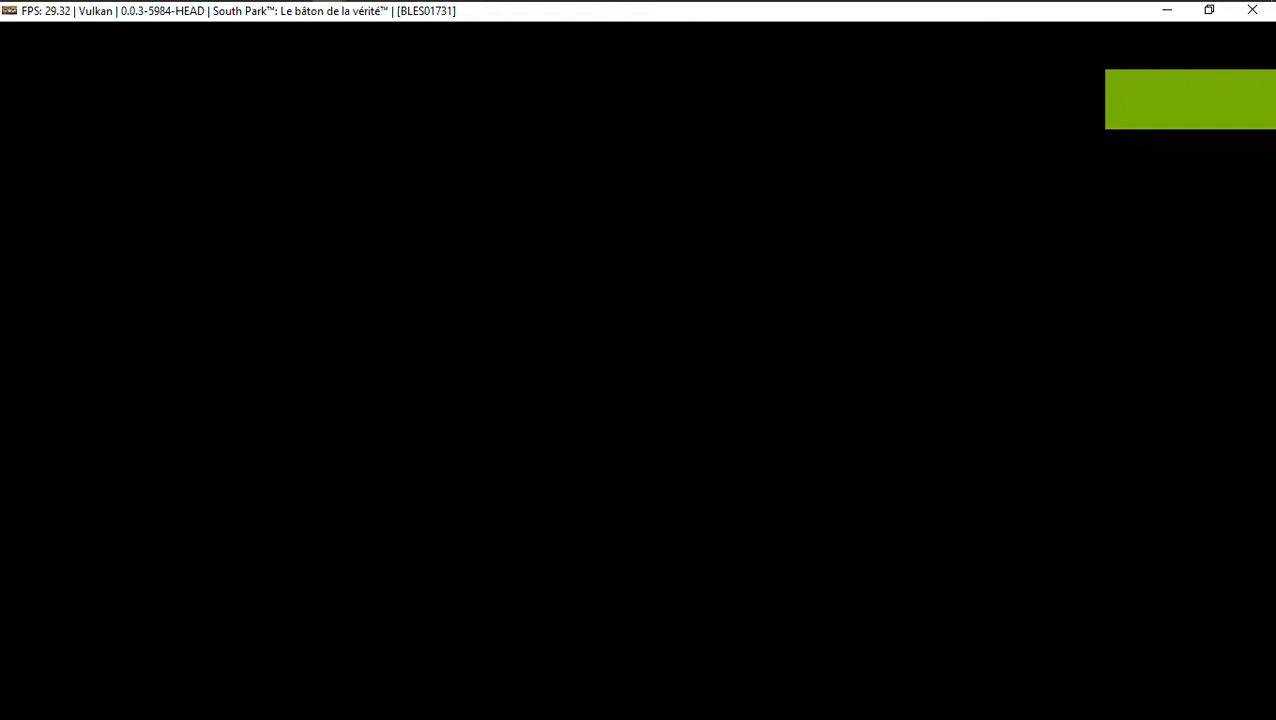 FPS: 29.32 | Vulkan | 0.0.3-5984-HEAD | South Park™: Le bâton de la vérité™ | [BLES01731]